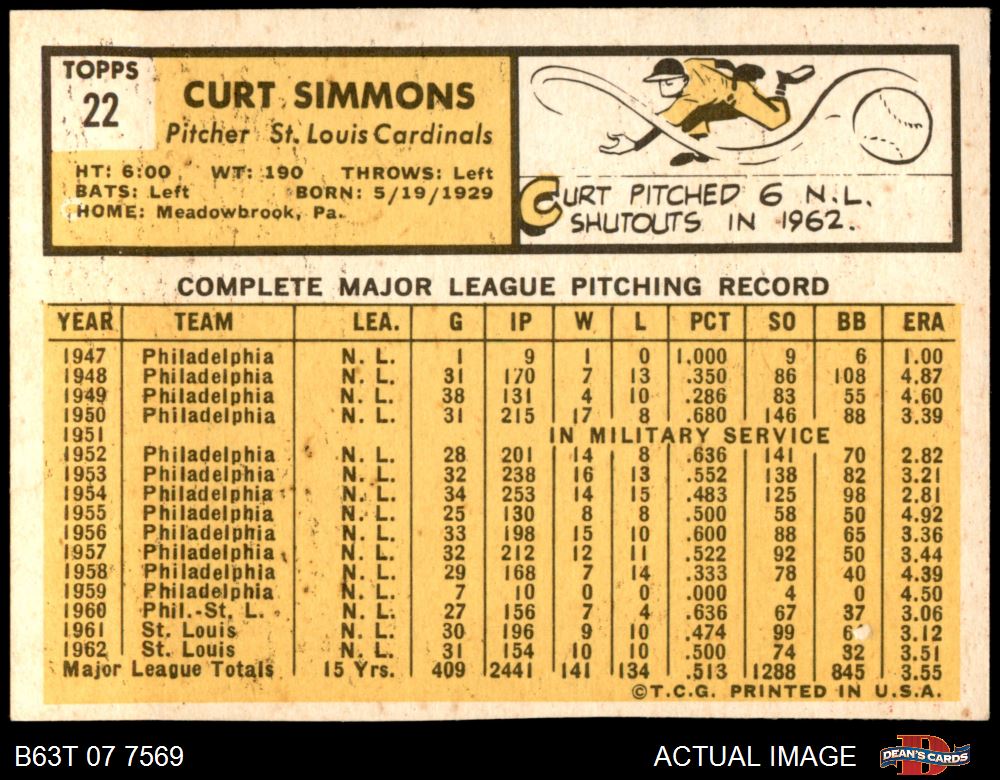 TOPPS
22
CURT SIMMONS
Pitcher St. Louis Cardinals
HT: 6:00 WT: 190 THROWS: Left
BATS: Left BORN: 5/19/1929
HOME: Meadowbrook, Pa.
CURT PITCHED 6 N.L.
SHUTOUTS IN 1962.
COMPLETE MAJOR LEAGUE PITCHING RECORD
YEAR TEAM LEA. G IP W L PCT SO BB ERA
1947 Philadelphia N. L. 1 9 1 0 1.000 9 6 1.00
1948 Philadelphia N. L. 31 170 7 13 .350 86 108 4.87
1949 Philadelphia N. L. 38 131 4 10 .286 83 55 4.60
1950 Philadelphia N. L. 31 215 17 8 .680 146 88 3.39
1951 IN MILITARY SERVICE
1952 Philadelphia N. L. 28 201 14 8 .636 141 70 2.82
1953 Philadelphia N. L. 32 238 16 13 .552 138 82 3.21
1954 Philadelphia N. L. 34 253 14 15 .483 125 98 2.81
1955 Philadelphia N. L. 25 130 8 8 .500 58 50 4.92
1956 Philadelphia N. L. 33 198 15 10 .600 88 65 3.36
1957 Philadelphia N. L. 32 212 12 11 .522 92 50 3.44
1958 Philadelphia N. L. 29 168 7 14 .333 78 40 4.39
1959 Philadelphia N. L. 7 10 0 0 .000 4 0 4.50
1960 Phil.-St. L. N. L. 27 156 7 4 .636 67 37 3.06
1961 St. Louis N. L. 30 196 9 10 .474 99 3.12
1962 St. Louis N. L. 31 154 10 10 .500 74 32 3.51
Major League Totals 15 Yrs. 409 2441 141 134 .513 1288 845 3.55
©T.C.G. PRINTED IN U.S.A.
B63T 07 7569 ACTUAL IMAGE DEAN'S CARDS